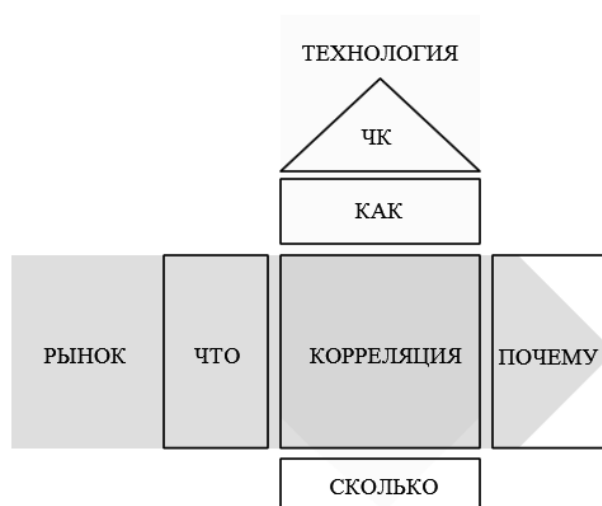 ТЕХНОЛОГИЯ
ЧК
КАК
РЫНОК
ЧТО
КОРРЕЛЯЦИЯ
ПОЧЕМУ
СКОЛЬКО